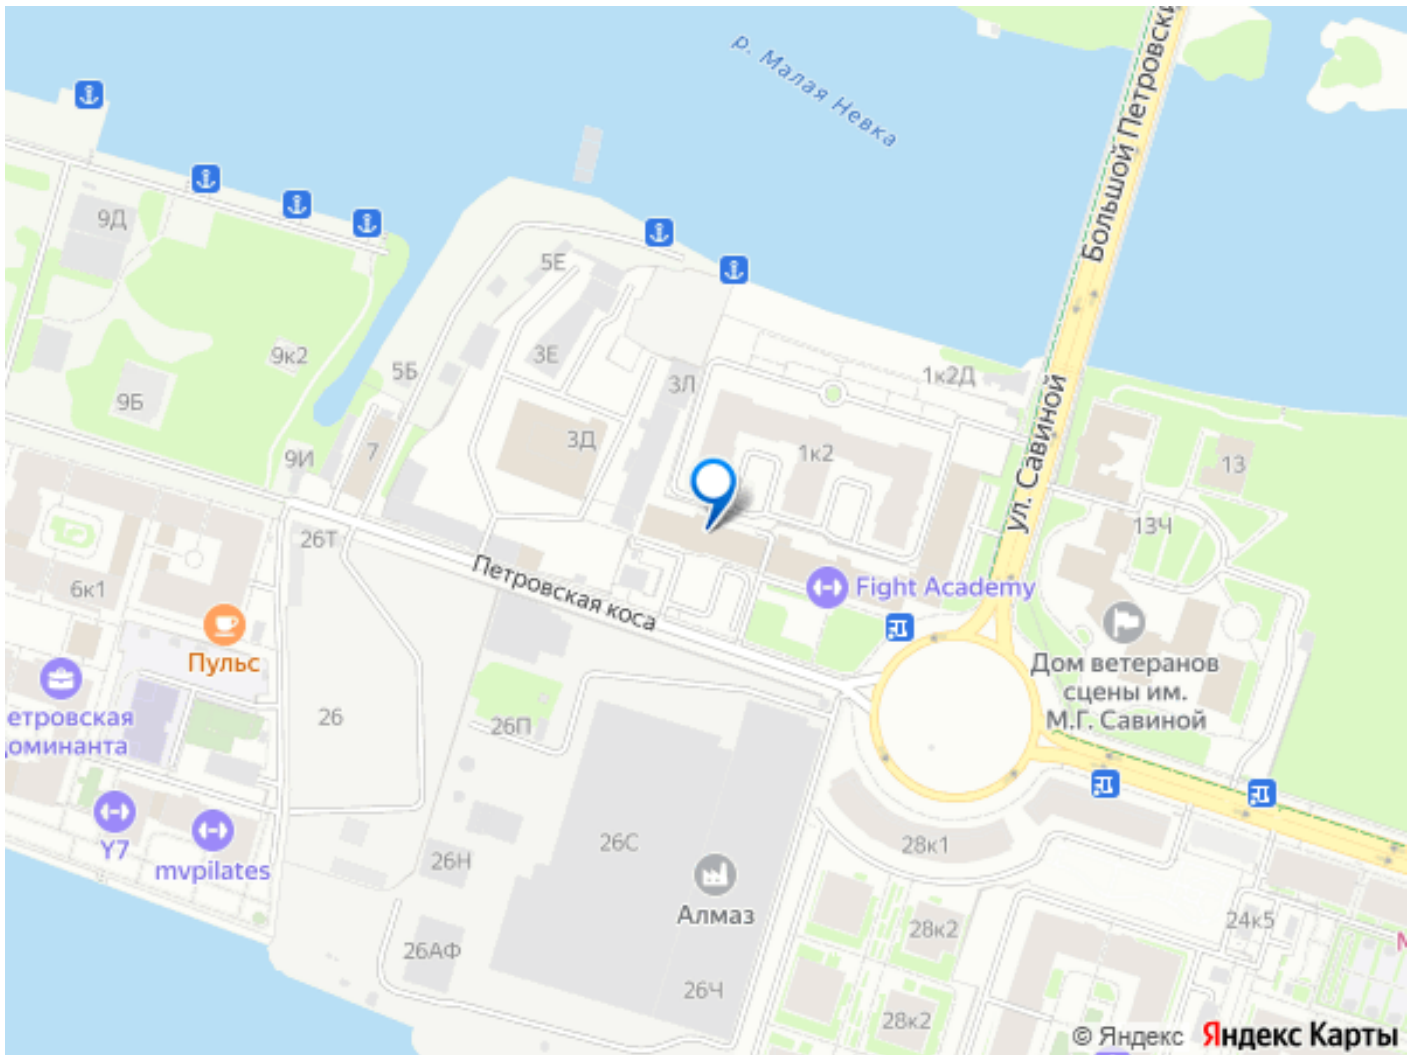 р. Малая Невка
Большой Петровски
9Д
5Е
9к2
3Е
5Б
3Л
1к2Д
9Б
3Д
ул. Савиной
7
9И
1к2
13
26Т
13Ч
Петровская коса
6к1
Fight Academy
Пульс
Дом ветеранов
сцены им.
М.Г. Савиной
етровская
доминанта
26
26П
Y7
mvpilates
26С
28к1
26Н
Алмаз
28к2
24к5
26АФ
26Ч
28к2
© Яндекс Яндекс Карты